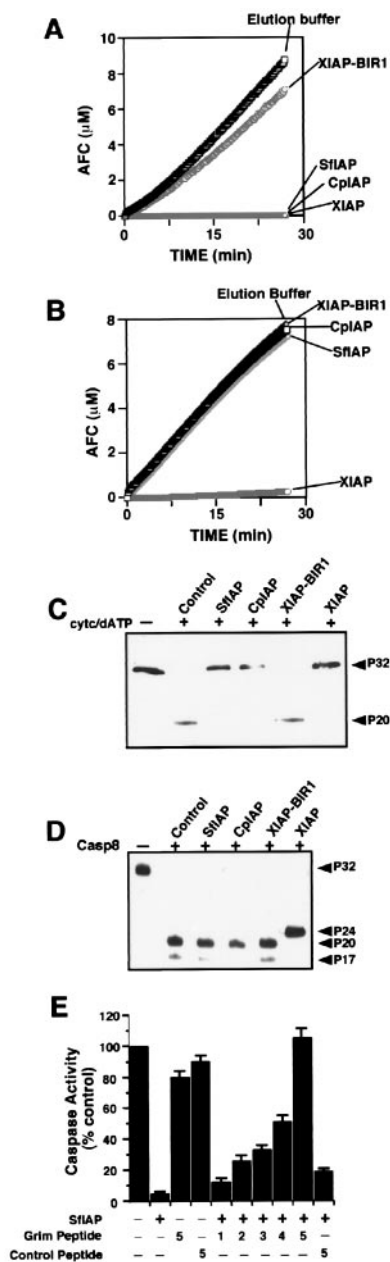 A
Elution buffer
XIAP-BIR1
SfIAP
CpIAP
XIAP
AFC (µM)
10
8
6
4
2
0
0
15
30
TIME (min)
B
Elution Buffer
XIAP-BIR1
CpIAP
SfIAP
XIAP
AFC (µM)
8
6
4
2
0
0
15
30
TIME (min)
C
Control
SfIAP
CpIAP
XIAP-BIR1
XIAP
cytc/dATP − + + + + +
P32
P20
D
Control
SfIAP
CpIAP
XIAP-BIR1
XIAP
Casp8 − + + + + +
P32
P24
P20
P17
E
Caspase Activity
(% control)
120
100
80
60
40
20
0
SfIAP − + − − + + + + + +
Grim Peptide − − 5 − 1 2 3 4 5 −
Control Peptide − − − 5 − − − − − 5